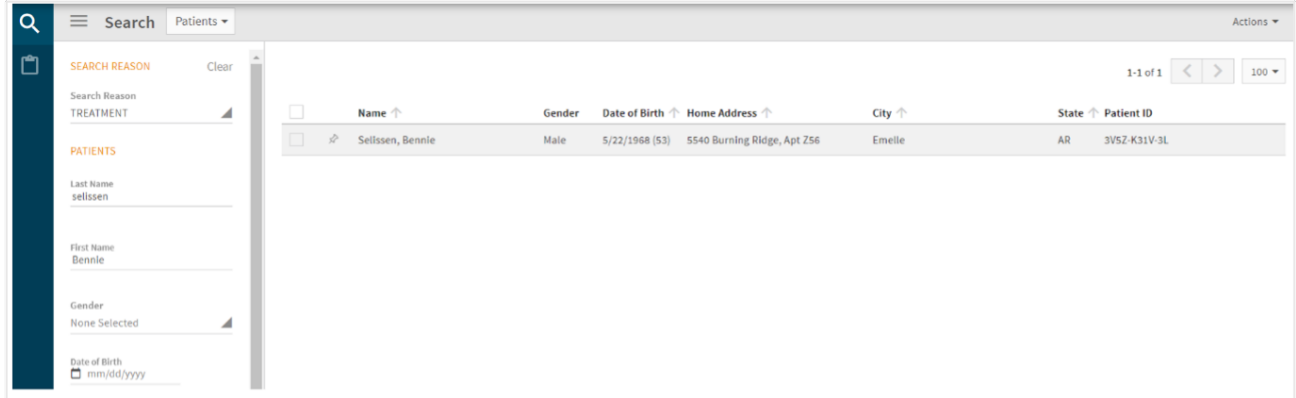 Search Patients
Actions
SEARCH REASON Clear
Search Reason
TREATMENT
PATIENTS
Last Name
selissen
First Name
Bennie
Gender
None Selected
Date of Birth
mm/dd/yyyy
1-1 of 1 100
Name Gender Date of Birth Home Address City State Patient ID
Selissen, Bennie Male 5/22/1968 (53) 5540 Burning Ridge, Apt Z56 Emelle AR 3V5Z-K31V-3L